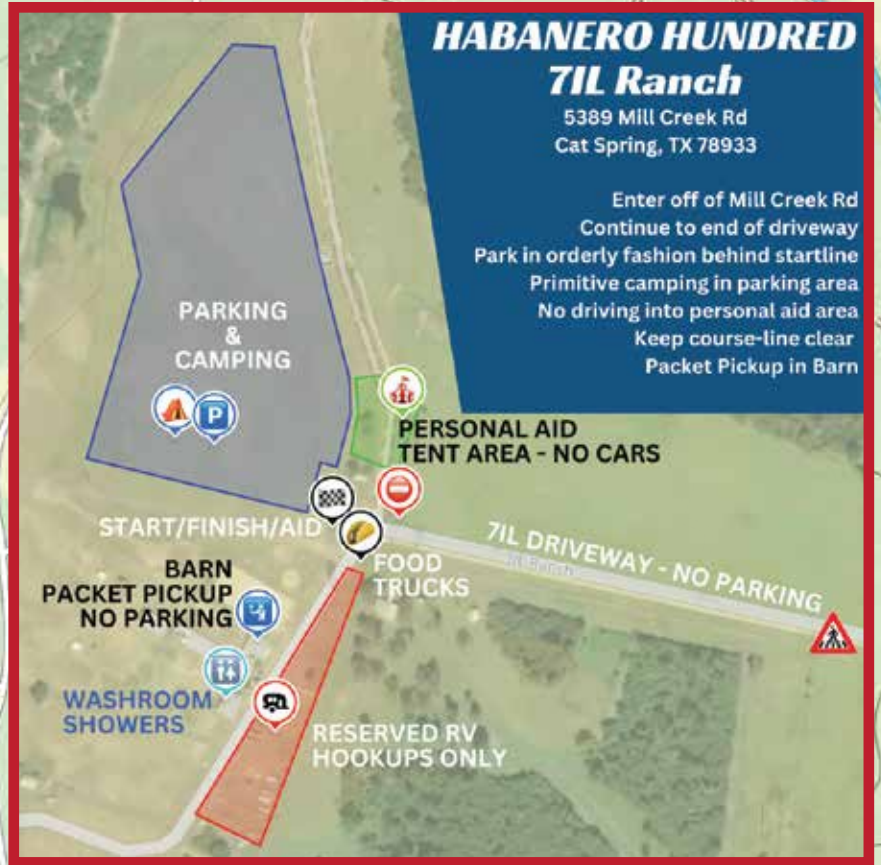 HABANERO HUNDRED
7IL Ranch
5389 Mill Creek Rd
Cat Spring, TX 78933
Enter off of Mill Creek Rd
Continue to end of driveway
Park in orderly fashion behind startline
Primitive camping in parking area
No driving into personal aid area
Keep course-line clear
Packet Pickup in Barn
PARKING
&
CAMPING
P
PERSONAL AID
TENT AREA - NO CARS
START/FINISH/AID
7IL DRIVEWAY - NO PARKING
FOOD
TRUCKS
BARN
PACKET PICKUP
NO PARKING
WASHROOM
SHOWERS
RESERVED RV
HOOKUPS ONLY